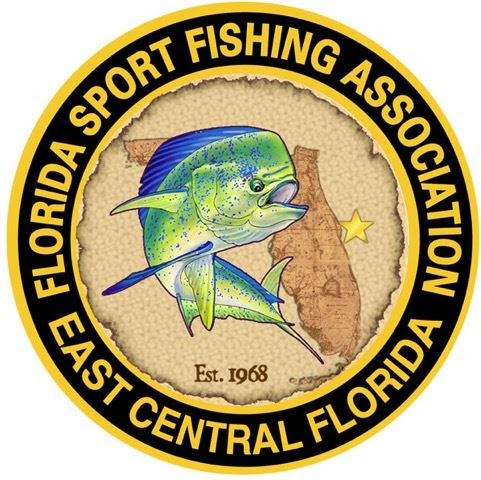 FLORIDA SPORT FISHING ASSOCIATION
Est. 1968
EAST CENTRAL FLORIDA